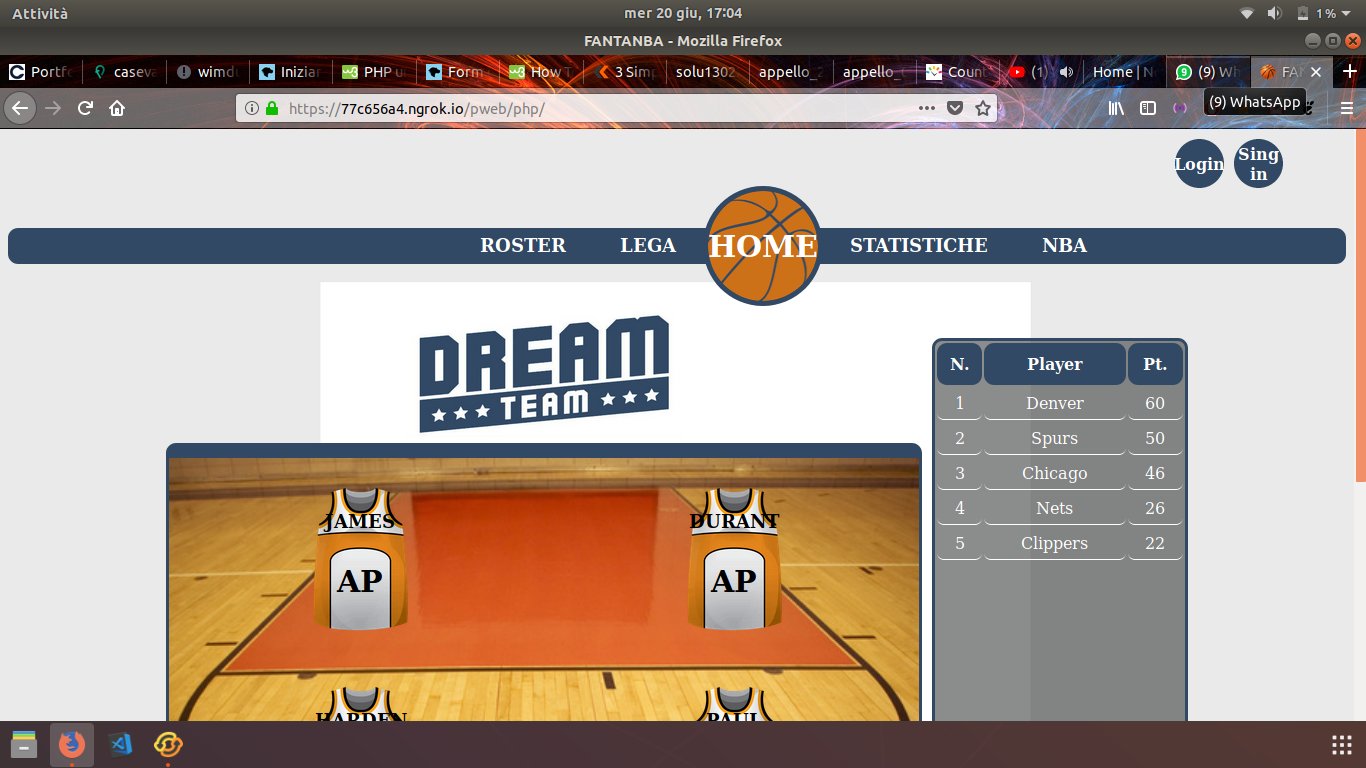 Attività
mer 20 giu, 17:04
1%
FANTANBA - Mozilla Firefox
Portfo
caseva
wimdu
Iniziar
PHP u
Form
How T
3 Simp
solu1302
appello_2
appello_
Count
(1)
Home | N
(9) Wh
FAN
https://77c656a4.ngrok.io/pweb/php/
(9) WhatsApp
Login
Sing
in
ROSTER
LEGA
HOME
STATISTICHE
NBA
DREAM
TEAM
N. Player Pt.
1 Denver 60
2 Spurs 50
3 Chicago 46
4 Nets 26
5 Clippers 22
JAMES
AP
DURANT
AP
HARDEN
PAUL